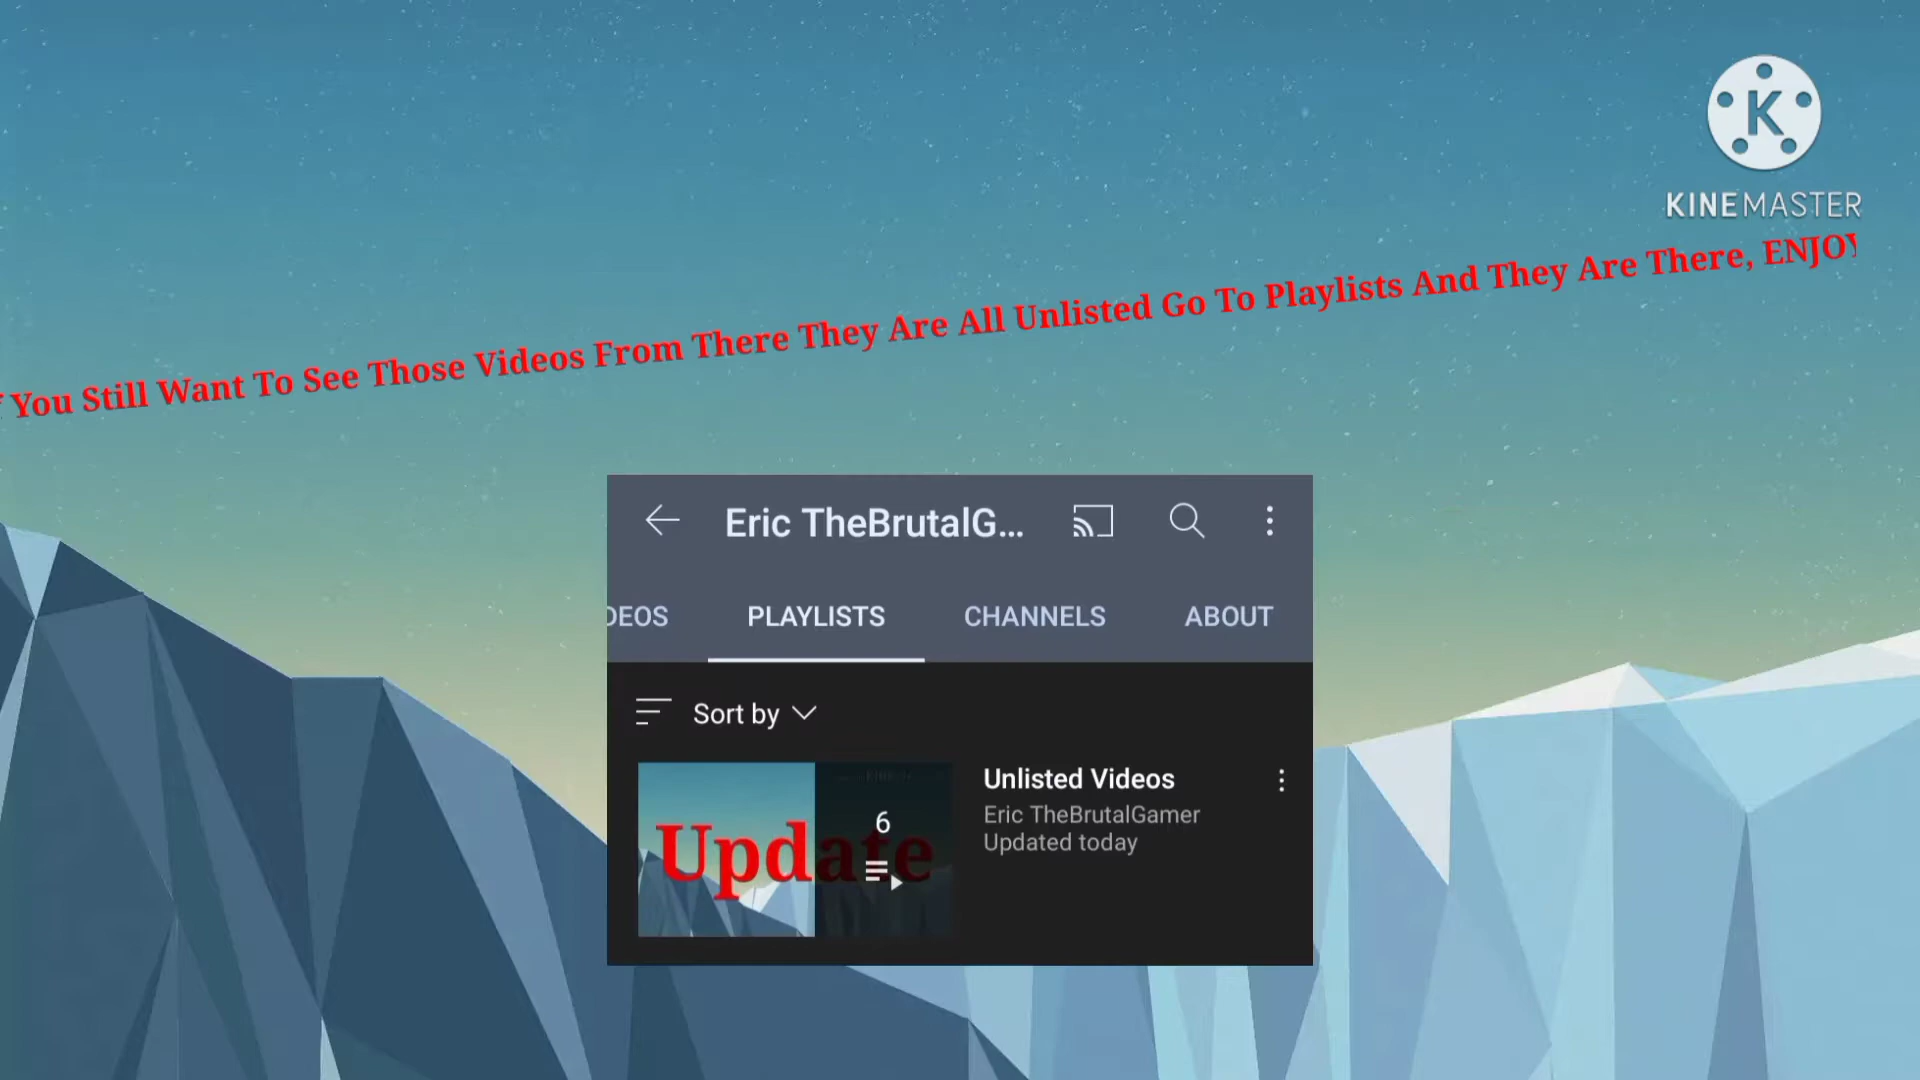 K
KINEMASTER
You Still Want To See Those Videos From There They Are All Unlisted Go To Playlists And They Are There, ENJOY
Eric TheBrutalG...
DEOS PLAYLISTS CHANNELS ABOUT
Sort by
Update
6
Unlisted Videos
Eric TheBrutalGamer
Updated today